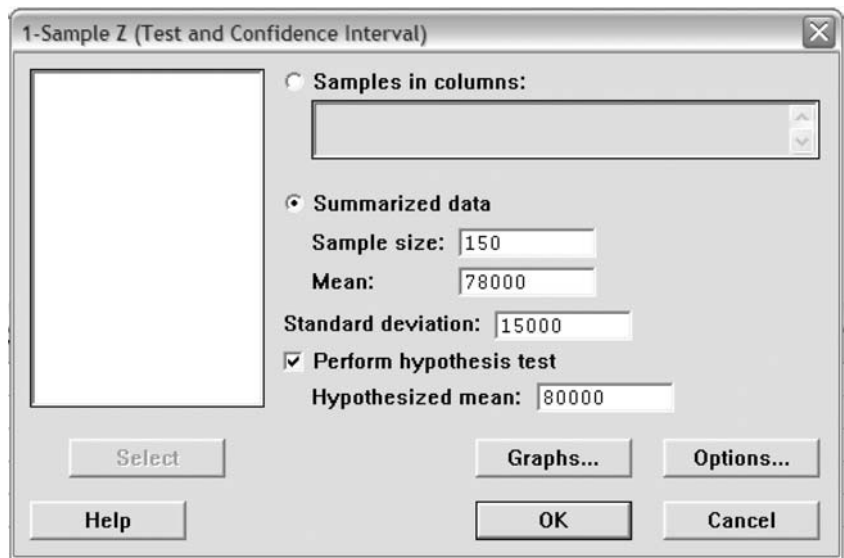 1-Sample Z (Test and Confidence Interval)
Samples in columns:
Summarized data
Sample size: 150
Mean: 78000
Standard deviation: 15000
Perform hypothesis test
Hypothesized mean: 80000
Select
Graphs...
Options...
Help
OK
Cancel